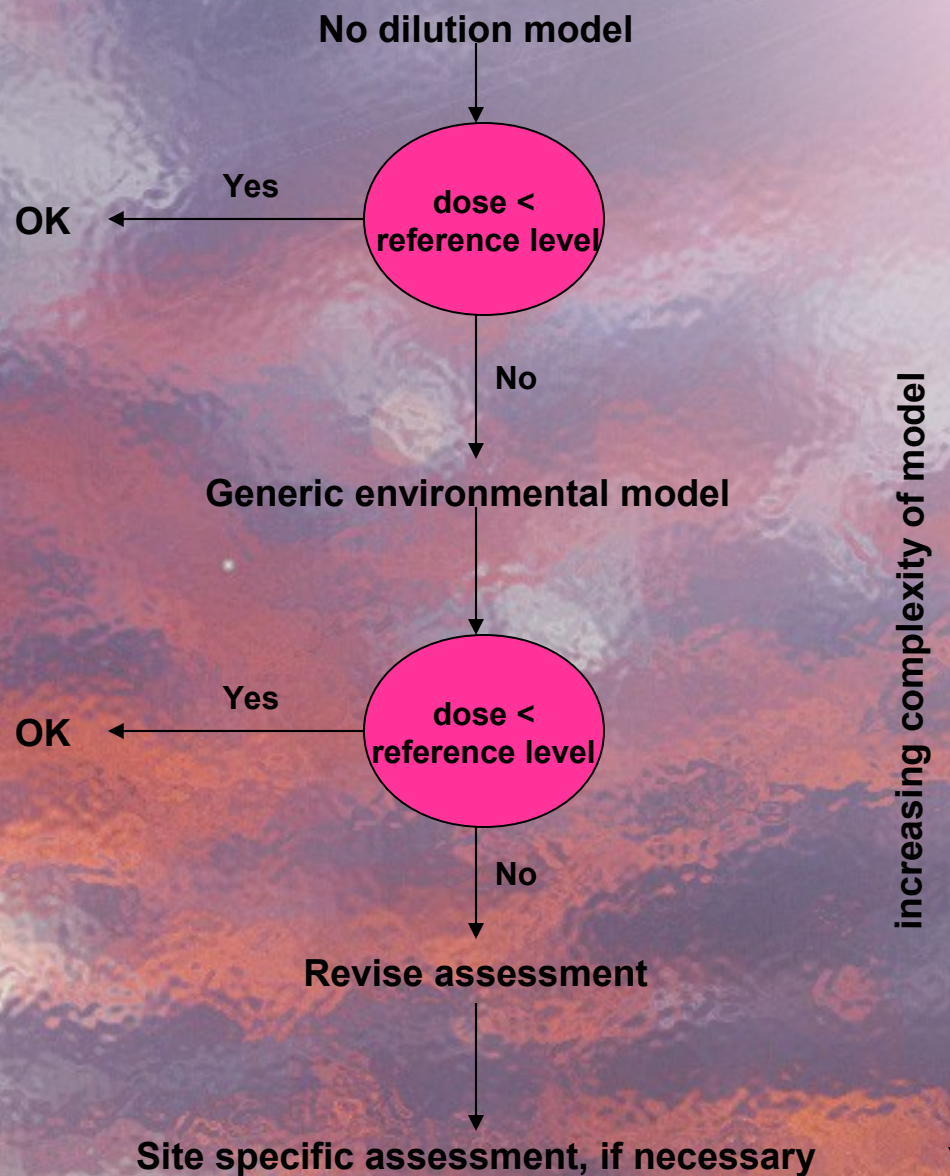 No dilution model
Yes
OK
dose <
reference level
No
Generic environmental model
Yes
OK
dose <
reference level
No
Revise assessment
Site specific assessment, if necessary
increasing complexity of model